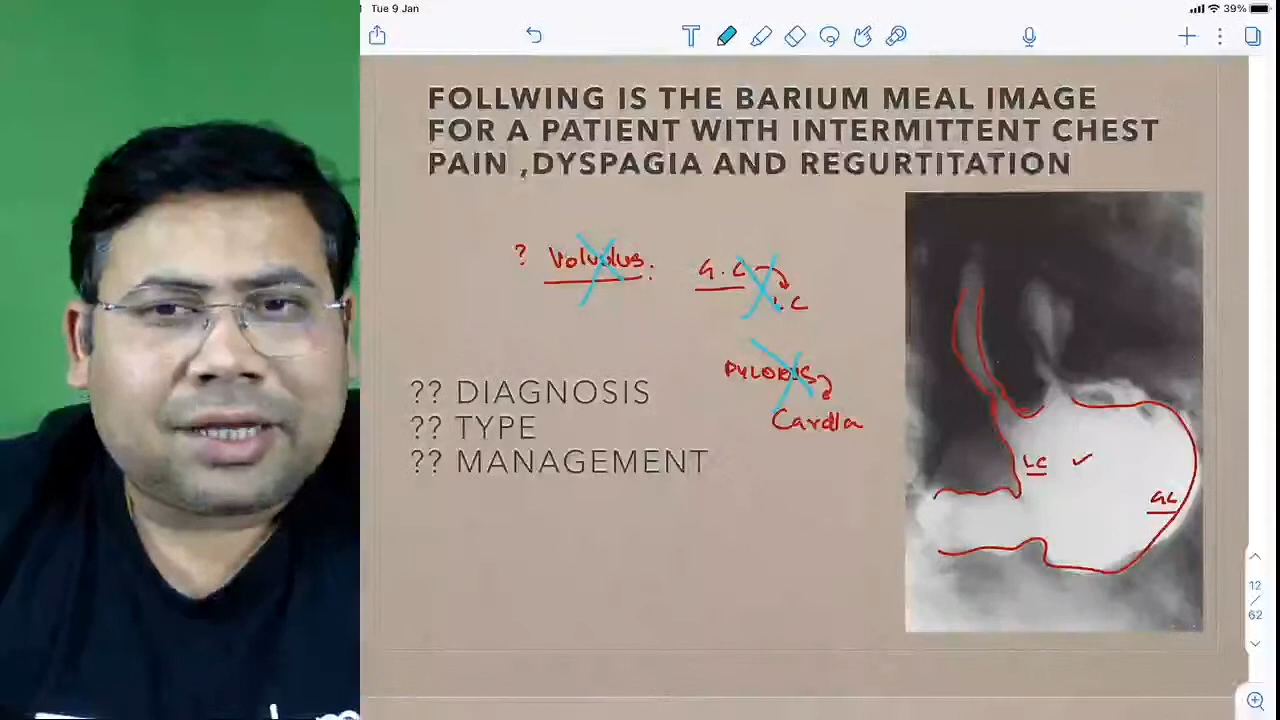 Tue 9 Jan
39%
FOLLWING IS THE BARIUM MEAL IMAGE
FOR A PATIENT WITH INTERMITTENT CHEST
PAIN ,DYSPAGIA AND REGURTITATION
? Volvulus.
G.C
L.C
PYLORUS
Cardia
?? DIAGNOSIS
?? TYPE
?? MANAGEMENT
LC
GC
12
/
62